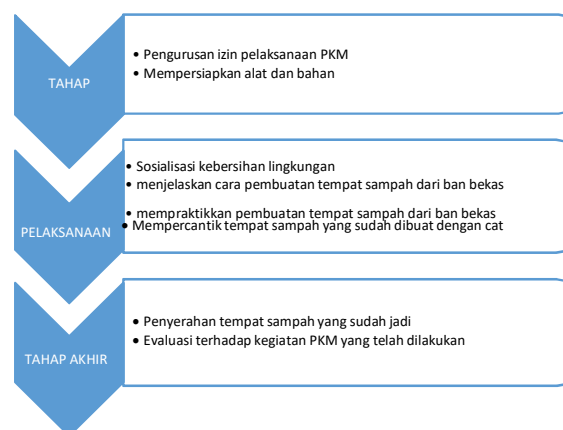 TAHAP
• Pengurusan izin pelaksanaan PKM
• Mempersiapkan alat dan bahan
PELAKSANAAN
• Sosialisasi kebersihan lingkungan
• menjelaskan cara pembuatan tempat sampah dari ban bekas
• mempraktikkan pembuatan tempat sampah dari ban bekas
• Mempercantik tempat sampah yang sudah dibuat dengan cat
TAHAP AKHIR
• Penyerahan tempat sampah yang sudah jadi
• Evaluasi terhadap kegiatan PKM yang telah dilakukan